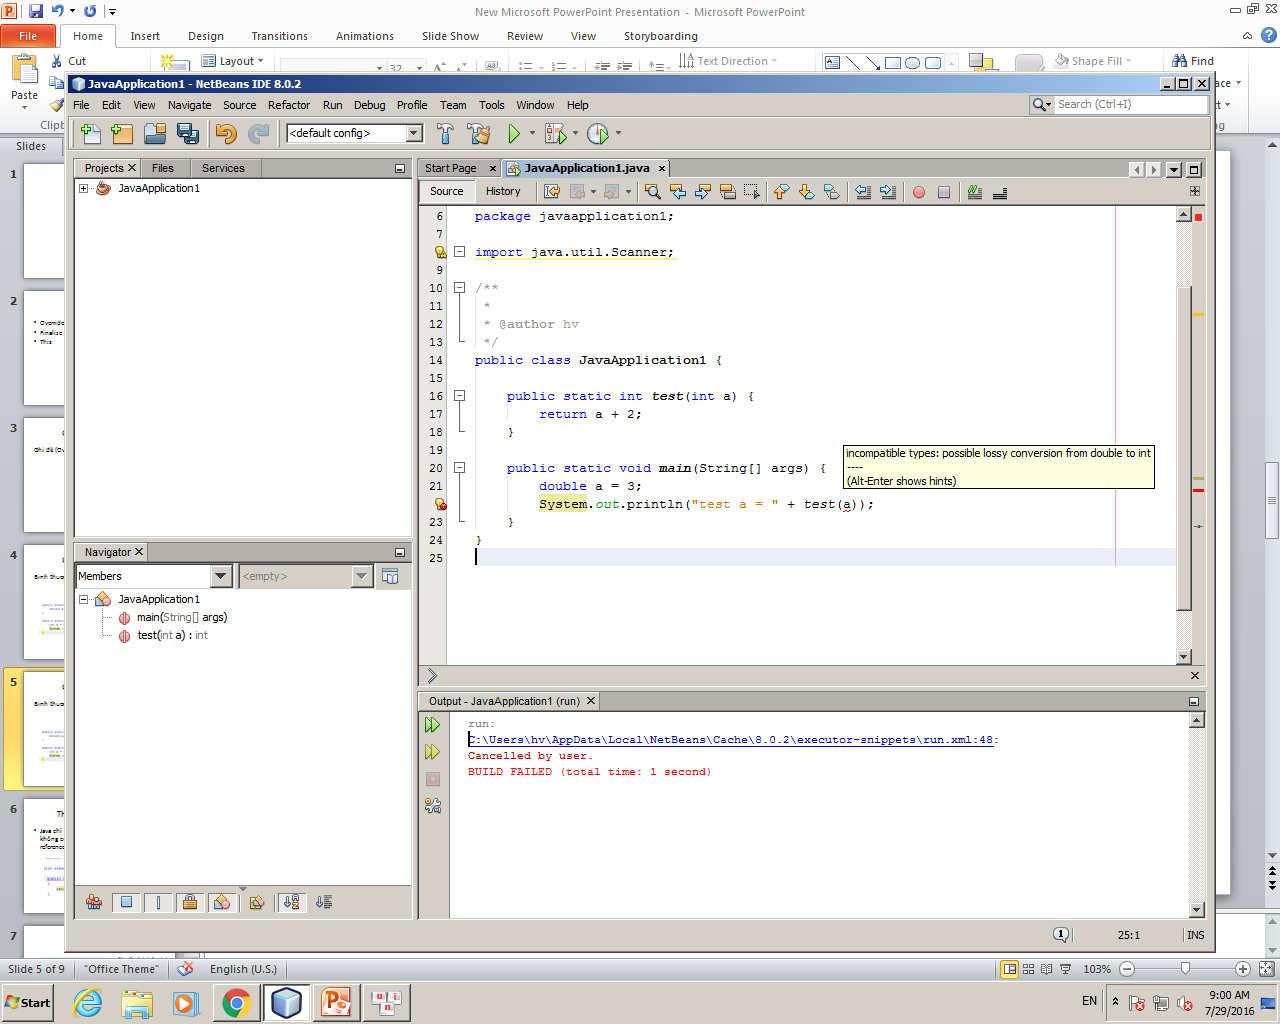 New Microsoft PowerPoint Presentation - Microsoft PowerPoint
File Home Insert Design Transitions Animations Slide Show Review View Storyboarding
Cut Layout 32 Text Direction Shape Fill Find
Paste
Slides
JavaApplication1 - NetBeans IDE 8.0.2
File Edit View Navigate Source Refactor Run Debug Profile Team Tools Window Help
Search (Ctrl+I)
<default config>
Projects Files Services
JavaApplication1
Start Page JavaApplication1.java
Source History
6 package javaapplication1;
7
import java.util.Scanner;
9
10 /**
11 *
12 * @author hv
13 */
14 public class JavaApplication1 {
15
16 public static int test(int a) {
17 return a + 2;
18 }
19
20 public static void main(String[] args) {
21 double a = 3;
System.out.println("test a = " + test(a));
23 }
24 }
25
incompatible types: possible lossy conversion from double to int
----
(Alt-Enter shows hints)
Navigator
Members <empty>
JavaApplication1
main(String[] args)
test(int a) : int
Output - JavaApplication1 (run)
run:
C:\Users\hv\AppData\Local\NetBeans\Cache\8.0.2\executor-snippets\run.xml:48:
Cancelled by user.
BUILD FAILED (total time: 1 second)
1 25:1 INS
1
2
3
4
5
6
7
Slide 5 of 9 "Office Theme" English (U.S.) 103%
Start EN 9:00 AM
7/29/2016